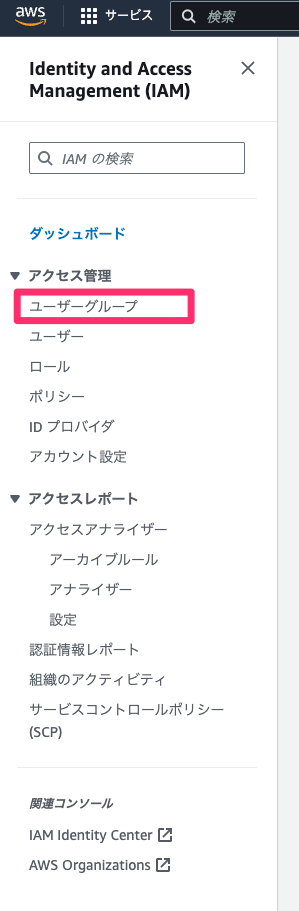 aws サービス 検索
Identity and Access
Management (IAM)
IAM の検索
ダッシュボード
アクセス管理
ユーザーグループ
ユーザー
ロール
ポリシー
ID プロバイダ
アカウント設定
アクセスレポート
アクセスアナライザー
アーカイブルール
アナライザー
設定
認証情報レポート
組織のアクティビティ
サービスコントロールポリシー
(SCP)
関連コンソール
IAM Identity Center
AWS Organizations